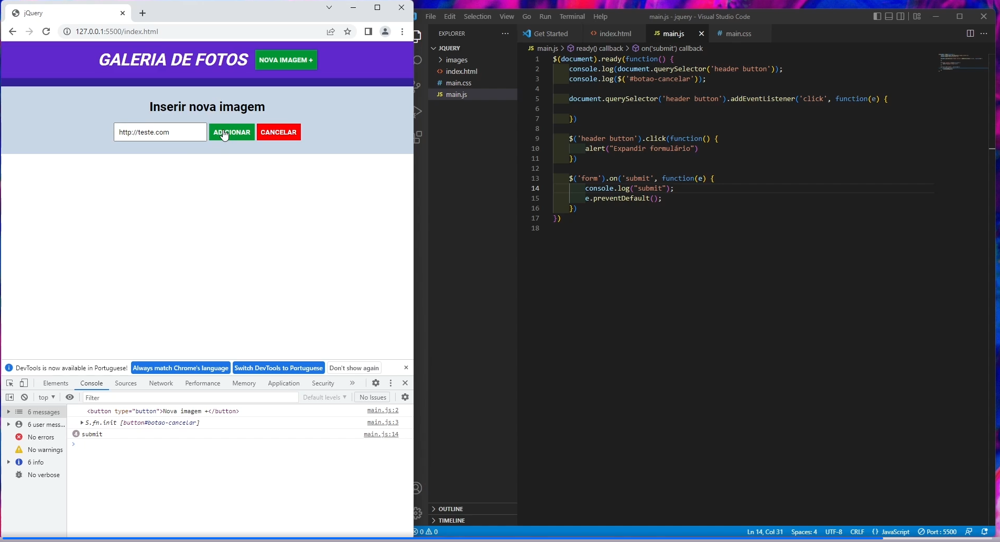 jQuery
127.0.0.1:5500/index.html
GALERIA DE FOTOS
NOVA IMAGEM +
Inserir nova imagem
http://teste.com
ADICIONAR
CANCELAR
DevTools is now available in Portuguese!
Always match Chrome's language
Switch DevTools to Portuguese
Don't show again
Elements
Console
Sources
Network
Performance
Memory
Application
Security
top
Filter
Default levels
No Issues
6 messages
6 user mess...
No errors
No warnings
6 info
No verbose
<button type="button">Nova imagem +</button>
main.js:2
S.fn.init [button#botao-cancelar]
main.js:3
4 submit
main.js:14
File Edit Selection View Go Run Terminal Help
main.js - jquery - Visual Studio Code
EXPLORER
JQUERY
images
<> index.html
# main.css
JS main.js
OUTLINE
TIMELINE
Get Started
<> index.html
JS main.js
# main.css
JS main.js > ready() callback > on('submit') callback
1 $(document).ready(function() {
2 console.log(document.querySelector('header button'));
3 console.log($('#botao-cancelar'));
4
5 document.querySelector('header button').addEventListener('click', function(e) {
6
7 })
8
9 $('header button').click(function() {
10 alert("Expandir formulário")
11 })
12
13 $('form').on('submit', function(e) {
14 console.log("submit");
15 e.preventDefault();
16 })
17 })
18
0 0
Ln 14, Col 31
Spaces: 4
UTF-8
CRLF
{} JavaScript
Port : 5500